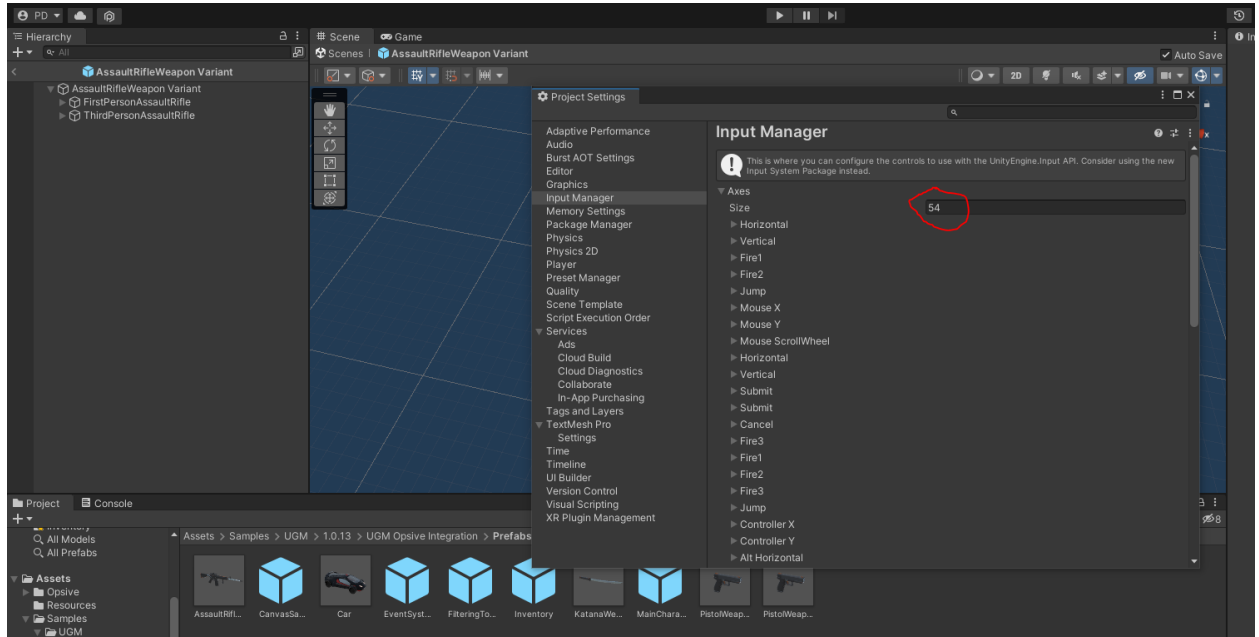 PD
Hierarchy
Scene
Game
All
Scenes
AssaultRifleWeapon Variant
Auto Save
AssaultRifleWeapon Variant
2D
AssaultRifleWeapon Variant
FirstPersonAssaultRifle
ThirdPersonAssaultRifle
Project Settings
Adaptive Performance
Audio
Burst AOT Settings
Editor
Graphics
Input Manager
Memory Settings
Package Manager
Physics
Physics 2D
Player
Preset Manager
Quality
Scene Template
Script Execution Order
Services
Ads
Cloud Build
Cloud Diagnostics
Collaborate
In-App Purchasing
Tags and Layers
TextMesh Pro
Settings
Time
Timeline
UI Builder
Version Control
Visual Scripting
XR Plugin Management
Input Manager
This is where you can configure the controls to use with the UnityEngine.Input API. Consider using the new
Input System Package instead.
Axes
Size 54
Horizontal
Vertical
Fire1
Fire2
Jump
Mouse X
Mouse Y
Mouse ScrollWheel
Horizontal
Vertical
Submit
Submit
Cancel
Fire3
Fire1
Fire2
Fire3
Jump
Controller X
Controller Y
Alt Horizontal
Project
Console
8
All Models
All Prefabs
Assets
Opsive
Resources
Samples
UGM
Assets > Samples > UGM > 1.0.13 > UGM Opsive Integration > Prefabs
AssaultRifl...
CanvasSa...
Car
EventSyst...
FilteringTo...
Inventory
KatanaWe...
MainChara...
PistolWeap...
PistolWeap...